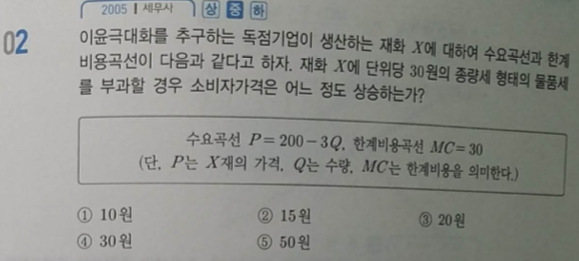 2005 | 세무사 상 중 하
02 이윤극대화를 추구하는 독점기업이 생산하는 재화 X에 대하여 수요곡선과 한계
비용곡선이 다음과 같다고 하자. 재화 X에 단위당 30원의 종량세 형태의 물품세
를 부과할 경우 소비자가격은 어느 정도 상승하는가?
수요곡선 P=200-3Q, 한계비용곡선 MC=30
(단, P는 X재의 가격, Q는 수량, MC는 한계비용을 의미한다.)
① 10원 ② 15원 ③ 20원
④ 30원 ⑤ 50원